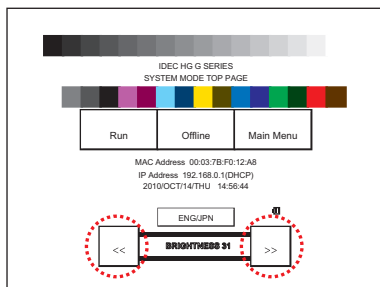 IDEC HG G SERIES
SYSTEM MODE TOP PAGE
Run Offline Main Menu
MAC Address 00:03:7B:F0:12:A8
IP Address 192.168.0.1(DHCP)
2010/OCT/14/THU 14:56:44
ENG/JPN
<< BRIGHTNESS 31 >>